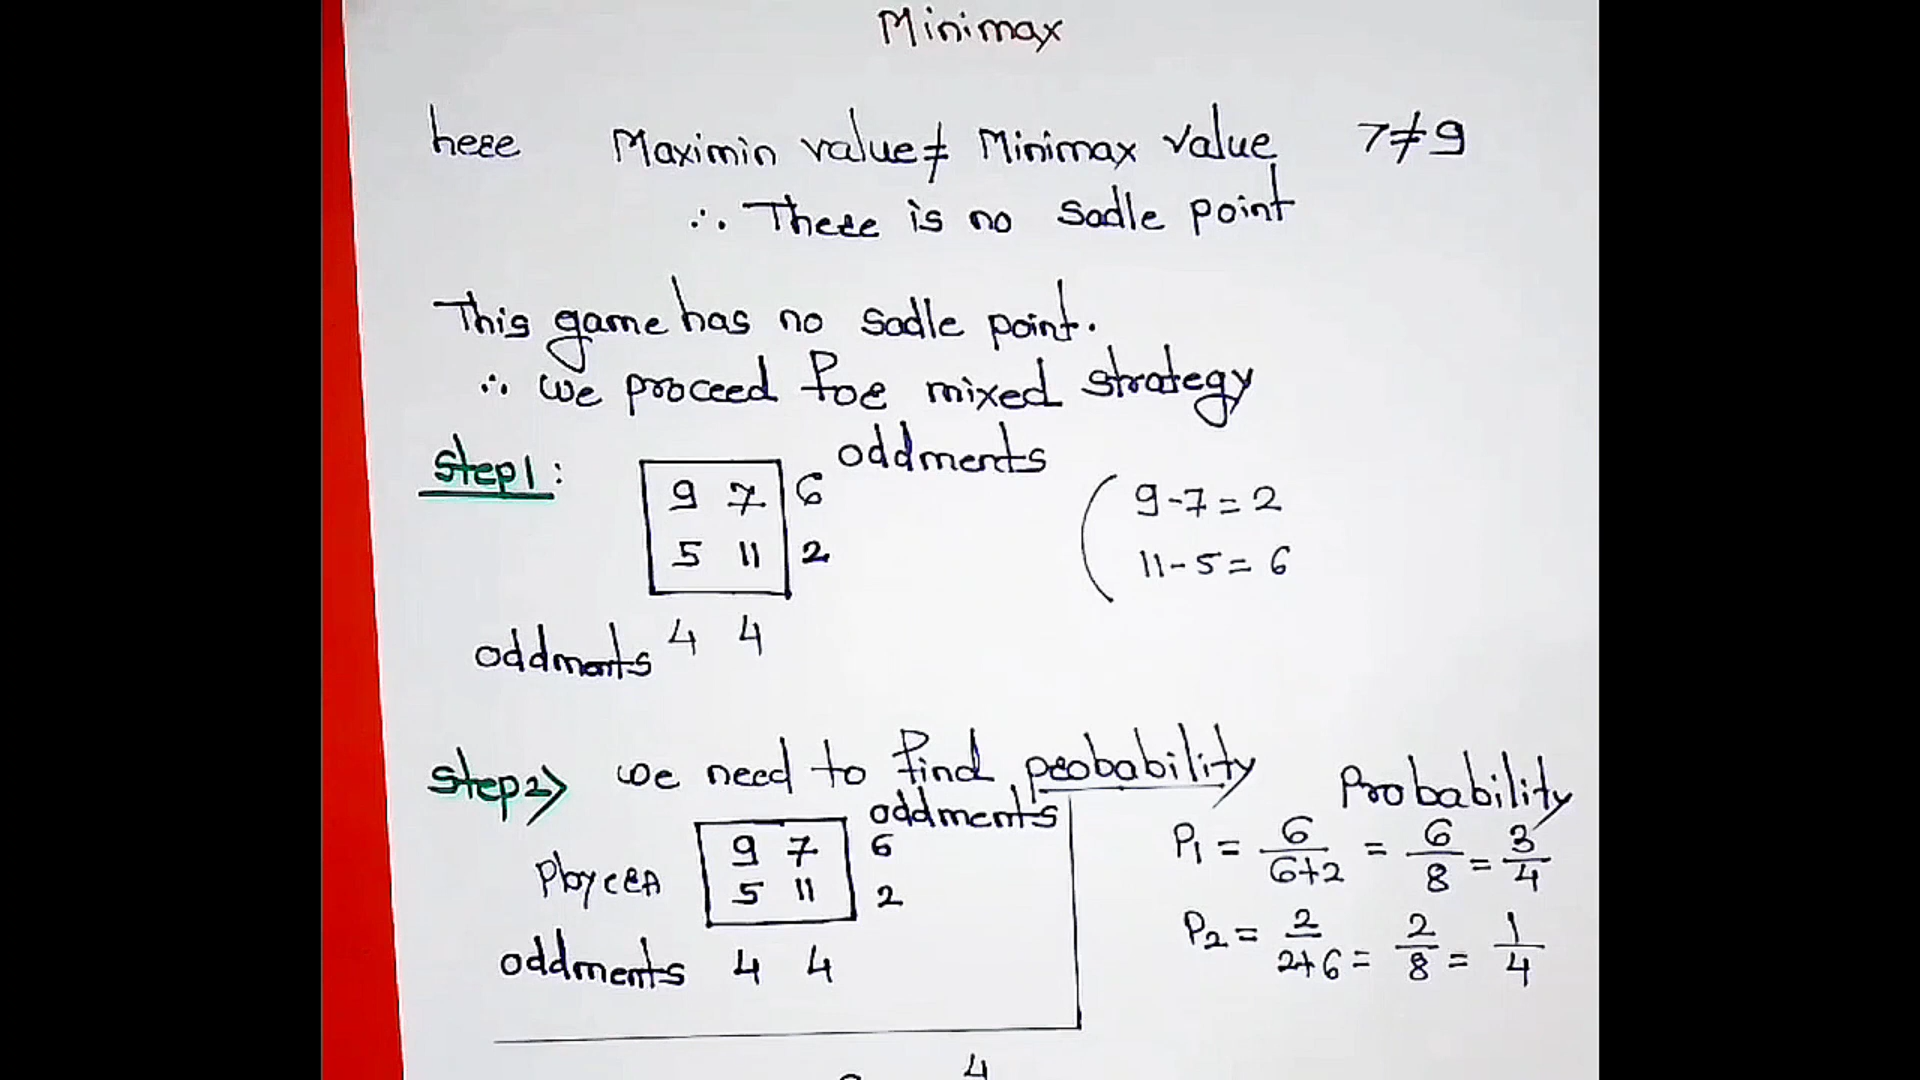 Minimax
here Maximin value ≠ Minimax value 7≠9
∴ There is no sadle point
This game has no sadle point.
∴ we proceed for mixed strategy
Step1: oddments
9 7 6 ( 9-7=2
5 11 2 11-5=6
oddments 4 4
Step2> we need to find probability Probability
oddments
9 7 6 P1 = 6/6+2 = 6/8 = 3/4
Player A 5 11 2
oddments 4 4 P2 = 2/2+6 = 2/8 = 1/4
4